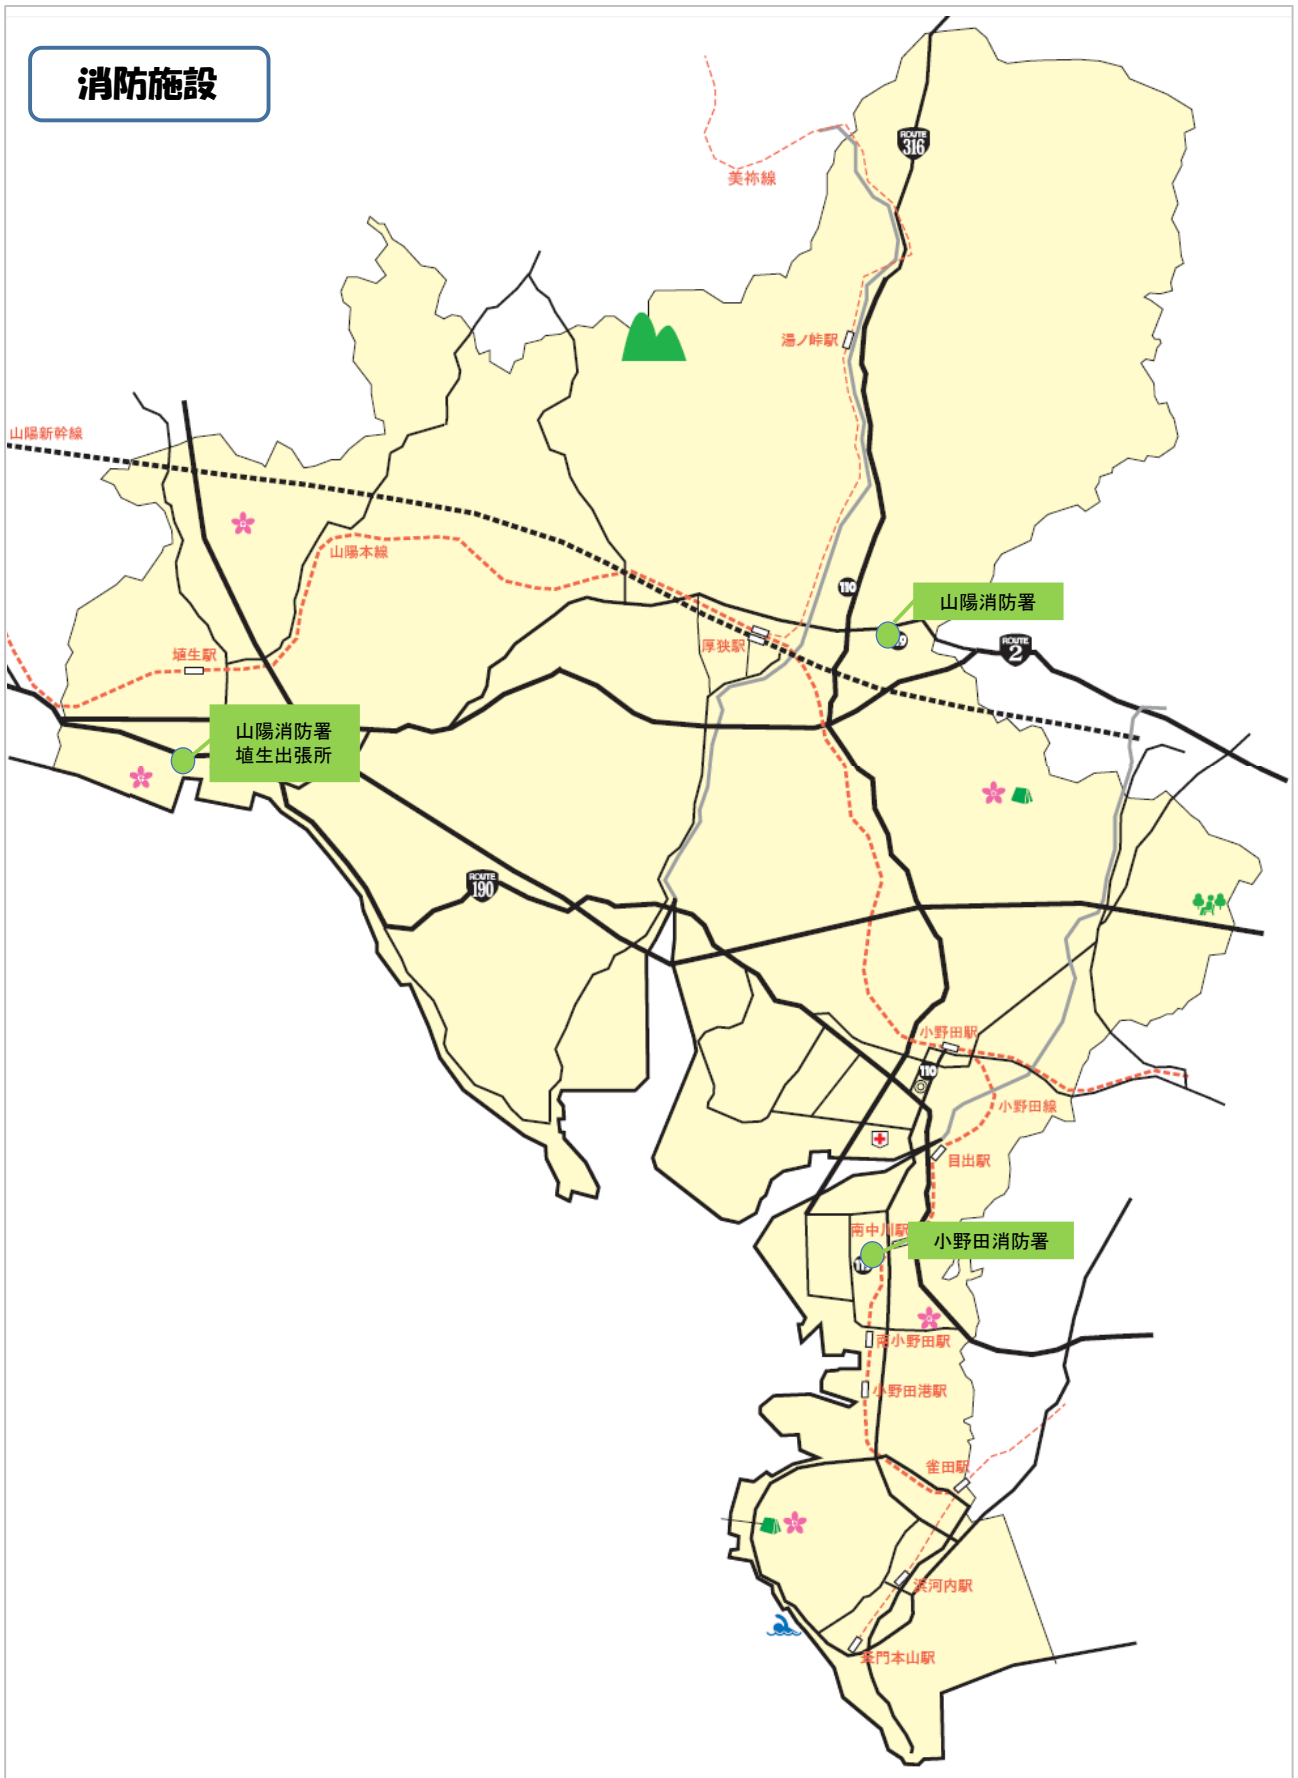 消防施設
ROUTE
316
美祢線
湯ノ峠駅
山陽新幹線
山陽本線
110
山陽消防署
厚狭駅
ROUTE
2
埴生駅
山陽消防署
埴生出張所
ROUTE
190
小野田駅
110
小野田線
目出駅
南中川駅
小野田消防署
南小野田駅
小野田港駅
雀田駅
浜河内駅
長門本山駅